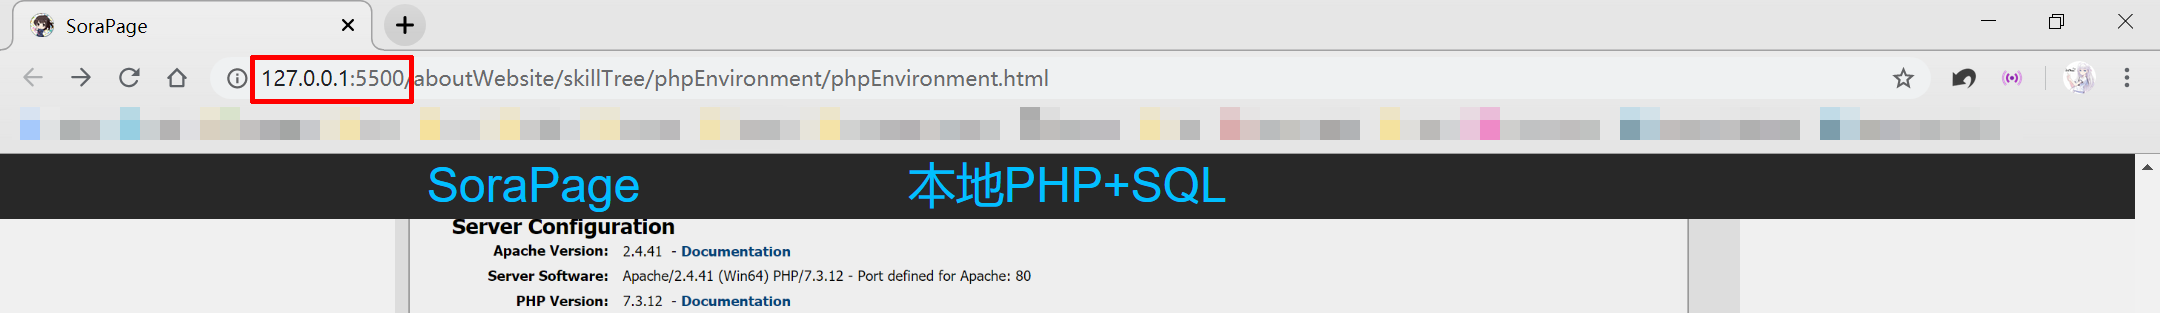 SoraPage
127.0.0.1:5500/aboutWebsite/skillTree/phpEnvironment/phpEnvironment.html
SoraPage 本地PHP+SQL
Server Configuration
Apache Version: 2.4.41 - Documentation
Server Software: Apache/2.4.41 (Win64) PHP/7.3.12 - Port defined for Apache: 80
PHP Version: 7.3.12 - Documentation